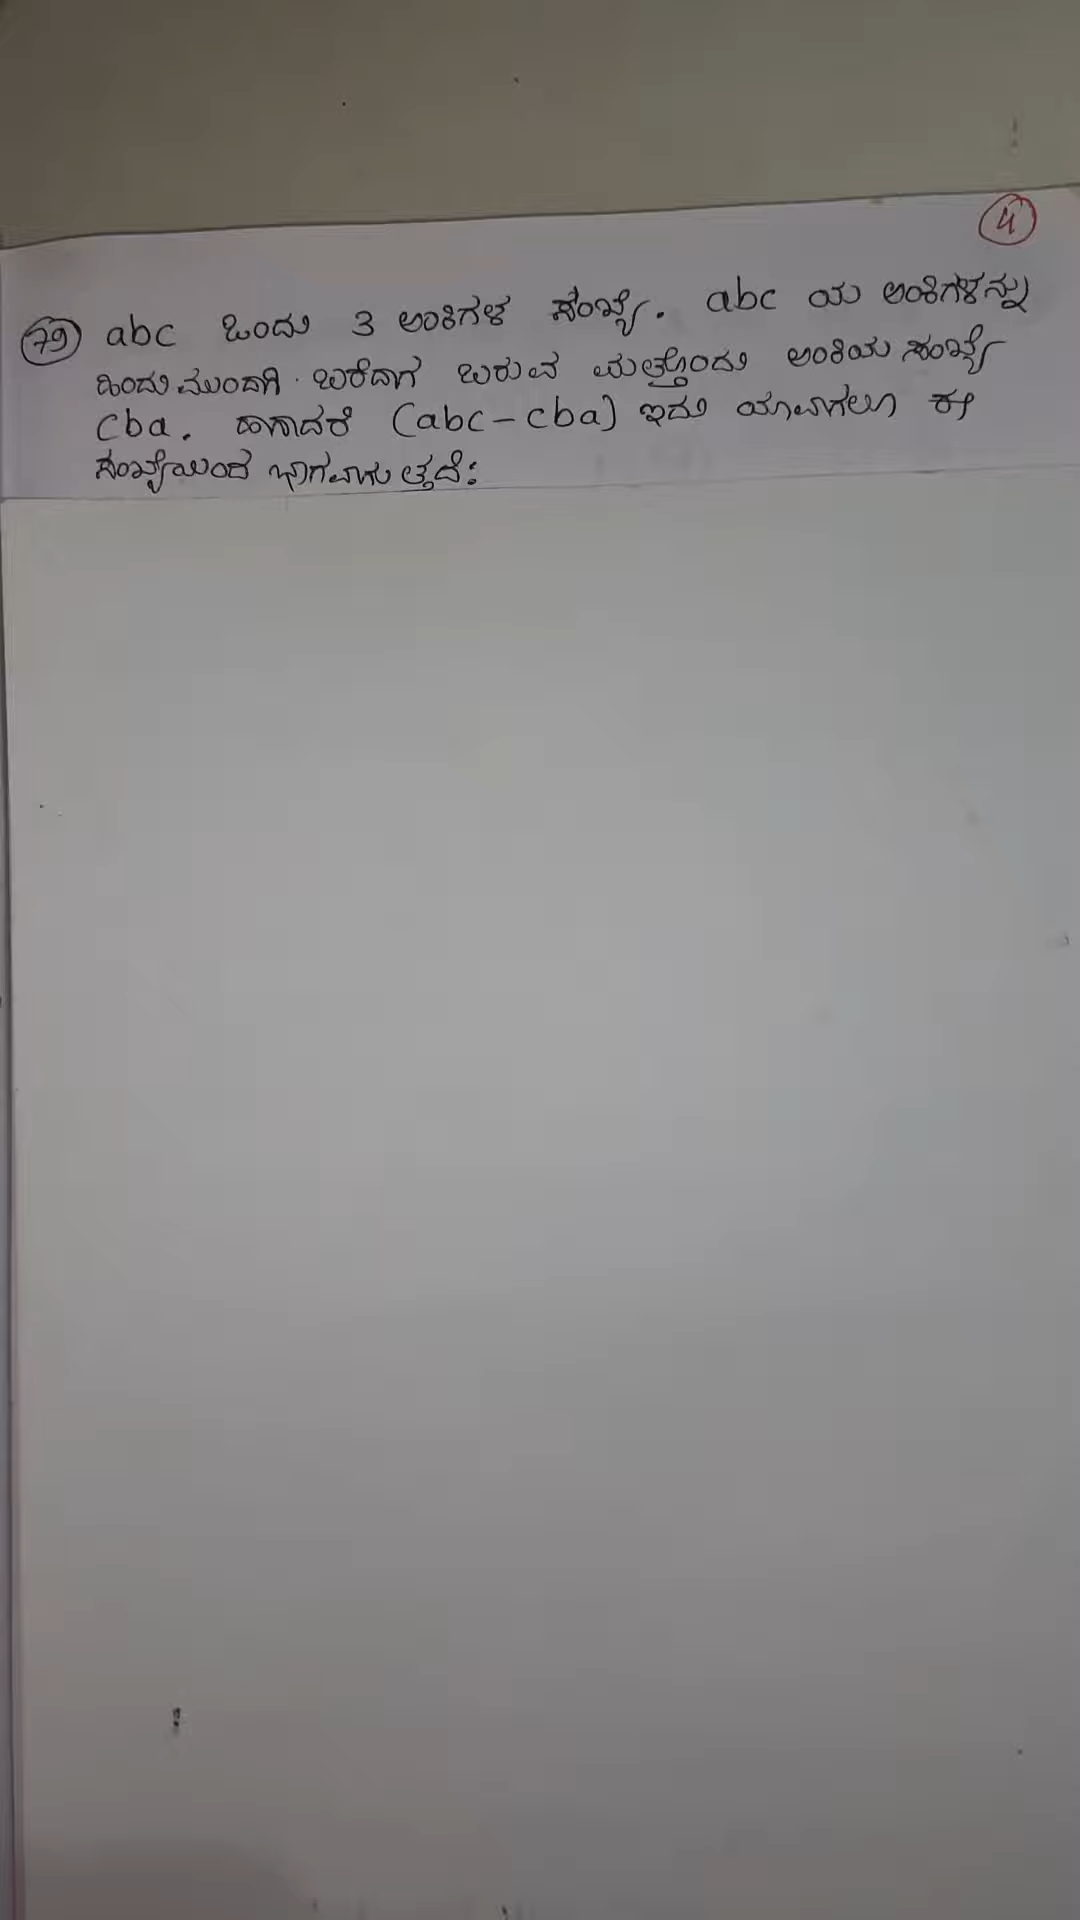 4
79 abc ಒಂದು 3 ಅಂಕಿಗಳ ಸಂಖ್ಯೆ. abc ಯ ಅಂಕಿಗಳನ್ನು
ಹಿಂದು ಮುಂದಾಗಿ ಬರೆದಾಗ ಬರುವ ಮತ್ತೊಂದು ಅಂಕಿಯ ಸಂಖ್ಯೆ
cba. ಹಾಗಾದರೆ (abc-cba) ಇದು ಯಾವಾಗಲೂ ಈ
ಸಂಖ್ಯೆಯಿಂದ ಭಾಗವಾಗುತ್ತದೆ: